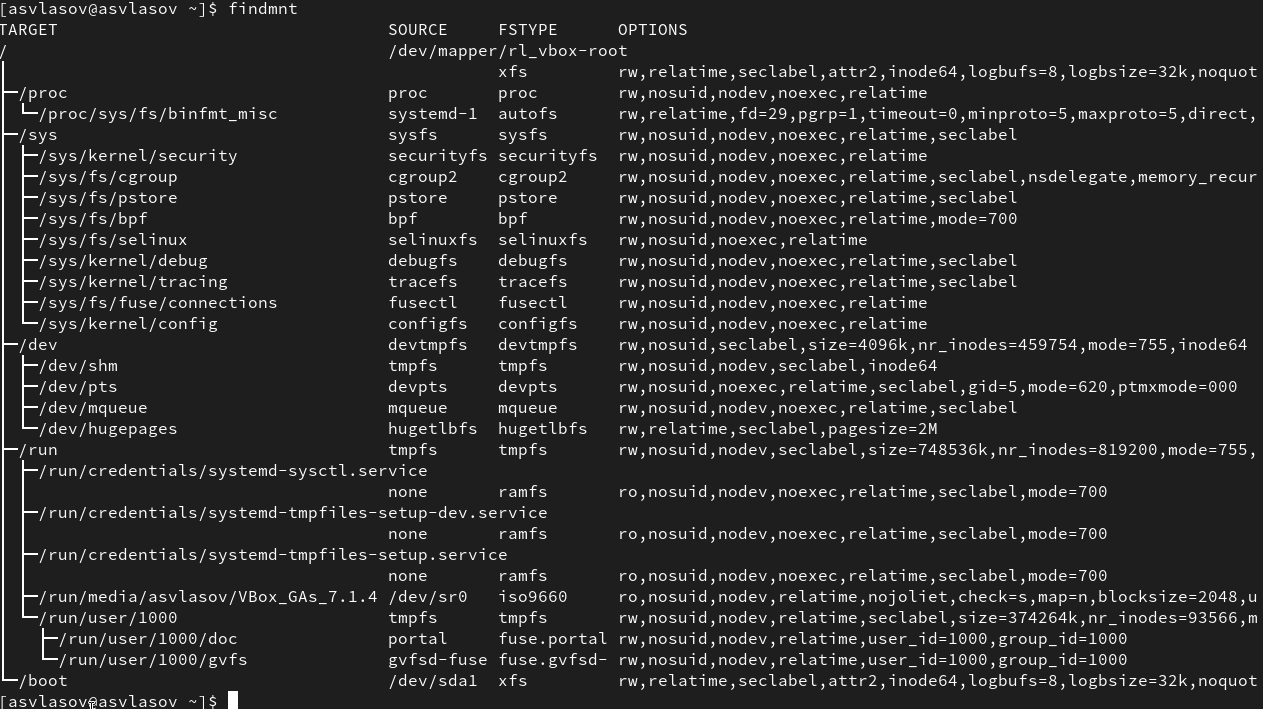 [asvlasov@asvlasov ~]$ findmnt
TARGET                                 SOURCE     FSTYPE      OPTIONS
/                                      /dev/mapper/rl_vbox-root
│                                                 xfs         rw,relatime,seclabel,attr2,inode64,logbufs=8,logbsize=32k,noquot
├─/proc                                proc       proc        rw,nosuid,nodev,noexec,relatime
│ └─/proc/sys/fs/binfmt_misc           systemd-1  autofs      rw,relatime,fd=29,pgrp=1,timeout=0,minproto=5,maxproto=5,direct,
├─/sys                                 sysfs      sysfs       rw,nosuid,nodev,noexec,relatime,seclabel
│ ├─/sys/kernel/security               securityfs securityfs  rw,nosuid,nodev,noexec,relatime
│ ├─/sys/fs/cgroup                     cgroup2    cgroup2     rw,nosuid,nodev,noexec,relatime,seclabel,nsdelegate,memory_recur
│ ├─/sys/fs/pstore                     pstore     pstore      rw,nosuid,nodev,noexec,relatime,seclabel
│ ├─/sys/fs/bpf                        bpf        bpf         rw,nosuid,nodev,noexec,relatime,mode=700
│ ├─/sys/fs/selinux                    selinuxfs  selinuxfs   rw,nosuid,noexec,relatime
│ ├─/sys/kernel/debug                  debugfs    debugfs     rw,nosuid,nodev,noexec,relatime,seclabel
│ ├─/sys/kernel/tracing                tracefs    tracefs     rw,nosuid,nodev,noexec,relatime,seclabel
│ ├─/sys/fs/fuse/connections           fusectl    fusectl     rw,nosuid,nodev,noexec,relatime
│ └─/sys/kernel/config                 configfs   configfs    rw,nosuid,nodev,noexec,relatime
├─/dev                                 devtmpfs   devtmpfs    rw,nosuid,seclabel,size=4096k,nr_inodes=459754,mode=755,inode64
│ ├─/dev/shm                           tmpfs      tmpfs       rw,nosuid,nodev,seclabel,inode64
│ ├─/dev/pts                           devpts     devpts      rw,nosuid,noexec,relatime,seclabel,gid=5,mode=620,ptmxmode=000
│ ├─/dev/mqueue                        mqueue     mqueue      rw,nosuid,nodev,noexec,relatime,seclabel
│ └─/dev/hugepages                     hugetlbfs  hugetlbfs   rw,relatime,seclabel,pagesize=2M
├─/run                                 tmpfs      tmpfs       rw,nosuid,nodev,seclabel,size=748536k,nr_inodes=819200,mode=755,
│ ├─/run/credentials/systemd-sysctl.service
│ │                                    none       ramfs       ro,nosuid,nodev,noexec,relatime,seclabel,mode=700
│ ├─/run/credentials/systemd-tmpfiles-setup-dev.service
│ │                                    none       ramfs       ro,nosuid,nodev,noexec,relatime,seclabel,mode=700
│ ├─/run/credentials/systemd-tmpfiles-setup.service
│ │                                    none       ramfs       ro,nosuid,nodev,noexec,relatime,seclabel,mode=700
│ ├─/run/media/asvlasov/VBox_GAs_7.1.4 /dev/sr0   iso9660     ro,nosuid,nodev,relatime,nojoliet,check=s,map=n,blocksize=2048,u
│ └─/run/user/1000                     tmpfs      tmpfs       rw,nosuid,nodev,relatime,seclabel,size=374264k,nr_inodes=93566,m
│   ├─/run/user/1000/doc               portal     fuse.portal rw,nosuid,nodev,relatime,user_id=1000,group_id=1000
│   └─/run/user/1000/gvfs              gvfsd-fuse fuse.gvfsd- rw,nosuid,nodev,relatime,user_id=1000,group_id=1000
└─/boot                                /dev/sda1  xfs         rw,relatime,seclabel,attr2,inode64,logbufs=8,logbsize=32k,noquot
[asvlasov@asvlasov ~]$